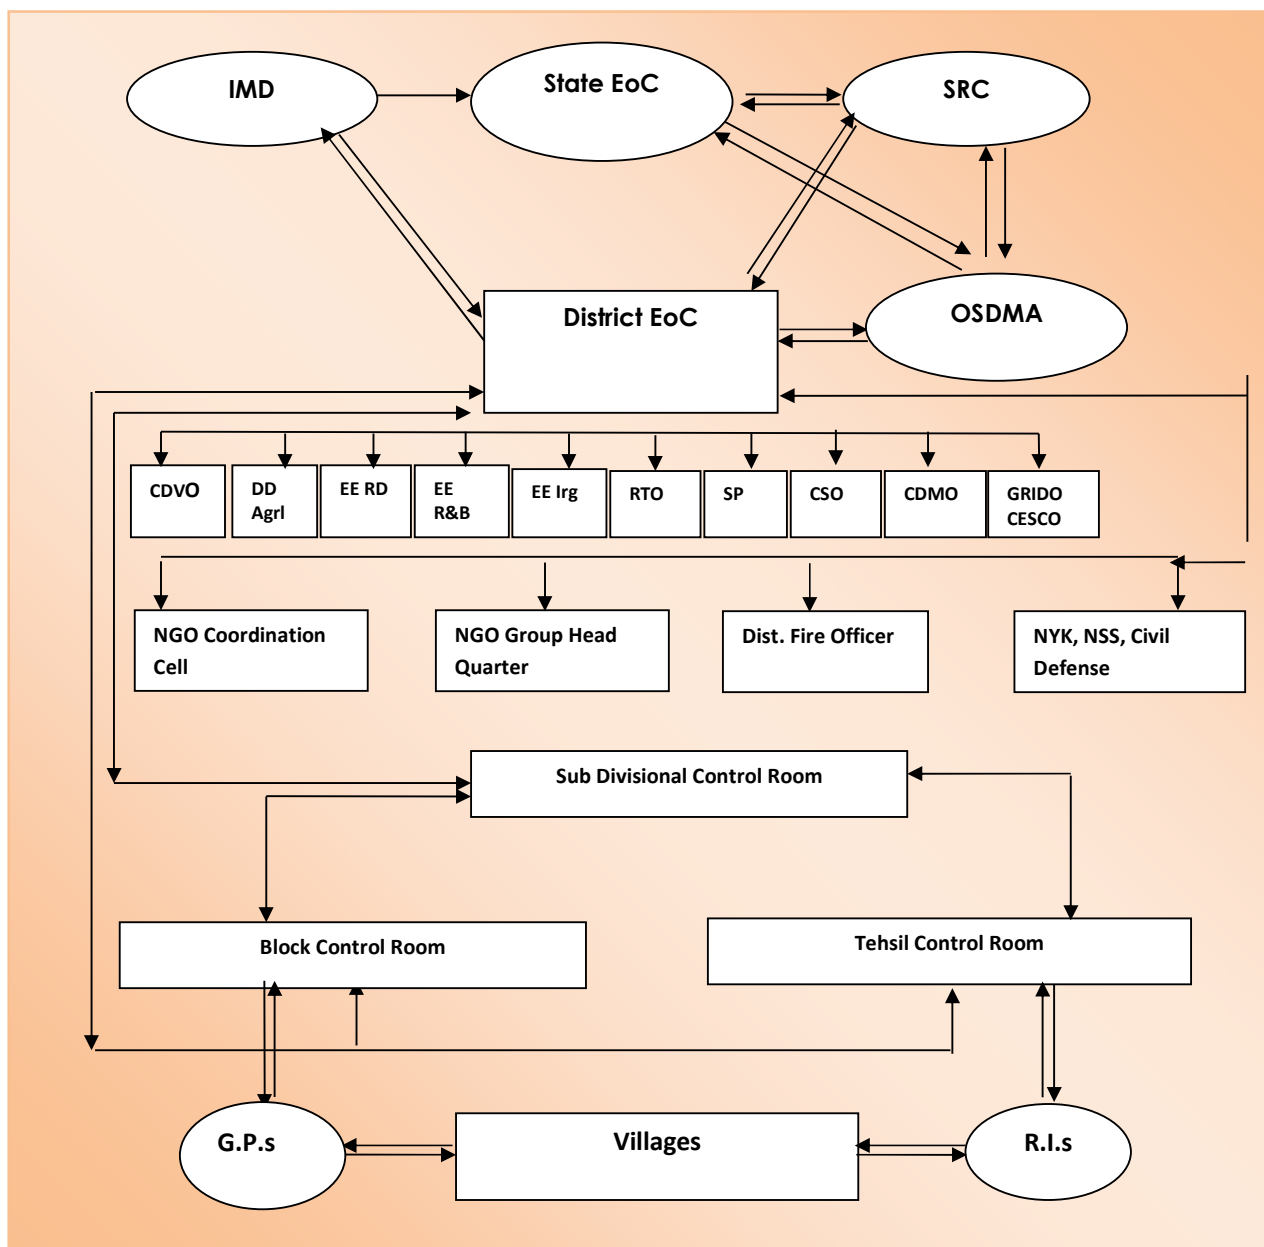 IMD
State EoC
SRC
District EoC
OSDMA
CDVO
DD
Agrl
EE RD
EE
R&B
EE Irg
RTO
SP
CSO
CDMO
GRIDO
CESCO
NGO Coordination
Cell
NGO Group Head
Quarter
Dist. Fire Officer
NYK, NSS, Civil
Defense
Sub Divisional Control Room
Block Control Room
Tehsil Control Room
G.P.s
Villages
R.I.s